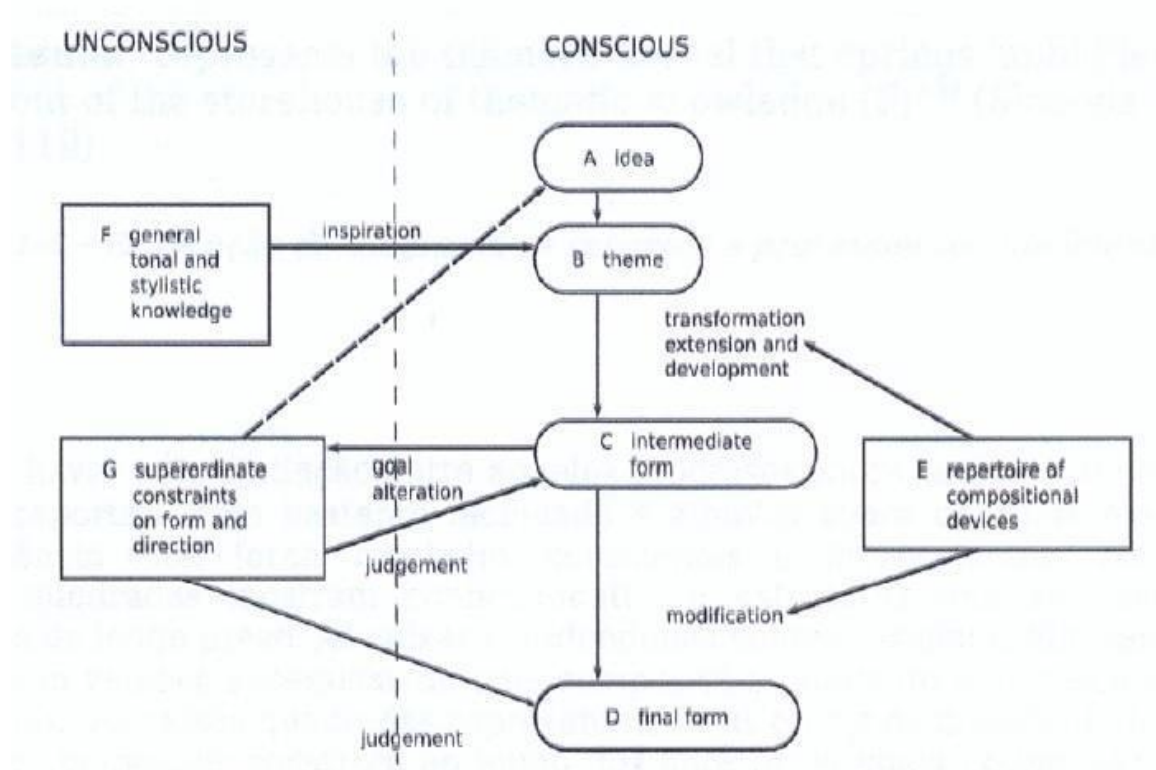 UNCONSCIOUS
CONSCIOUS
A idea
F general
tonal and
stylistic
knowledge
inspiration
B theme
transformation
extension and
development
G superordinate
constraints
on form and
direction
goal
alteration
judgement
C intermediate
form
E repertoire of
compositional
devices
modification
D final form
judgement